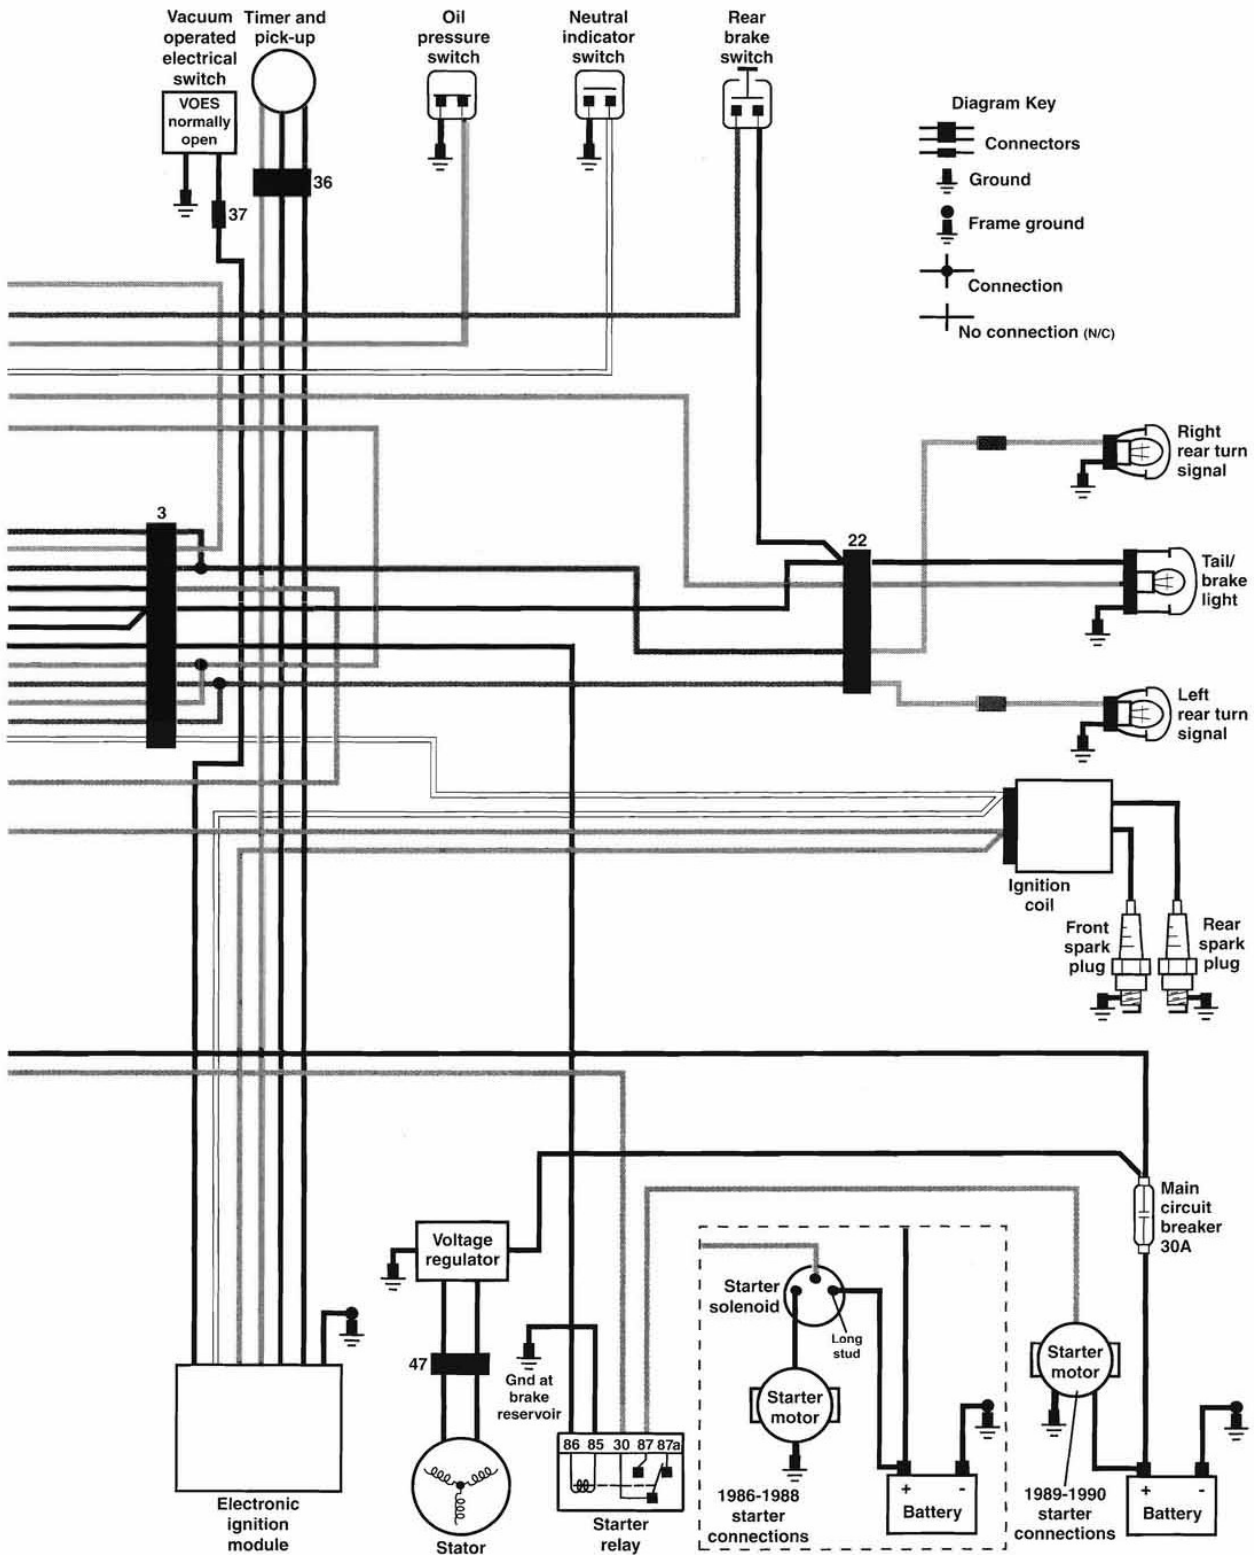 Vacuum
operated
electrical
switch
VOES
normally
open
Timer and
pick-up
Oil
pressure
switch
Neutral
indicator
switch
Rear
brake
switch
Diagram Key
Connectors
Ground
Frame ground
Connection
No connection (N/C)
36
37
Right
rear turn
signal
3
22
Tail/
brake
light
Left
rear turn
signal
Ignition
coil
Front
spark
plug
Rear
spark
plug
Main
circuit
breaker
30A
Voltage
regulator
47
Gnd at
brake
reservoir
Starter
solenoid
Long
stud
Starter
motor
Starter
motor
86 85 30 87 87a
Electronic
ignition
module
Stator
Starter
relay
1986-1988
starter
connections
+ -
Battery
1989-1990
starter
connections
+ -
Battery